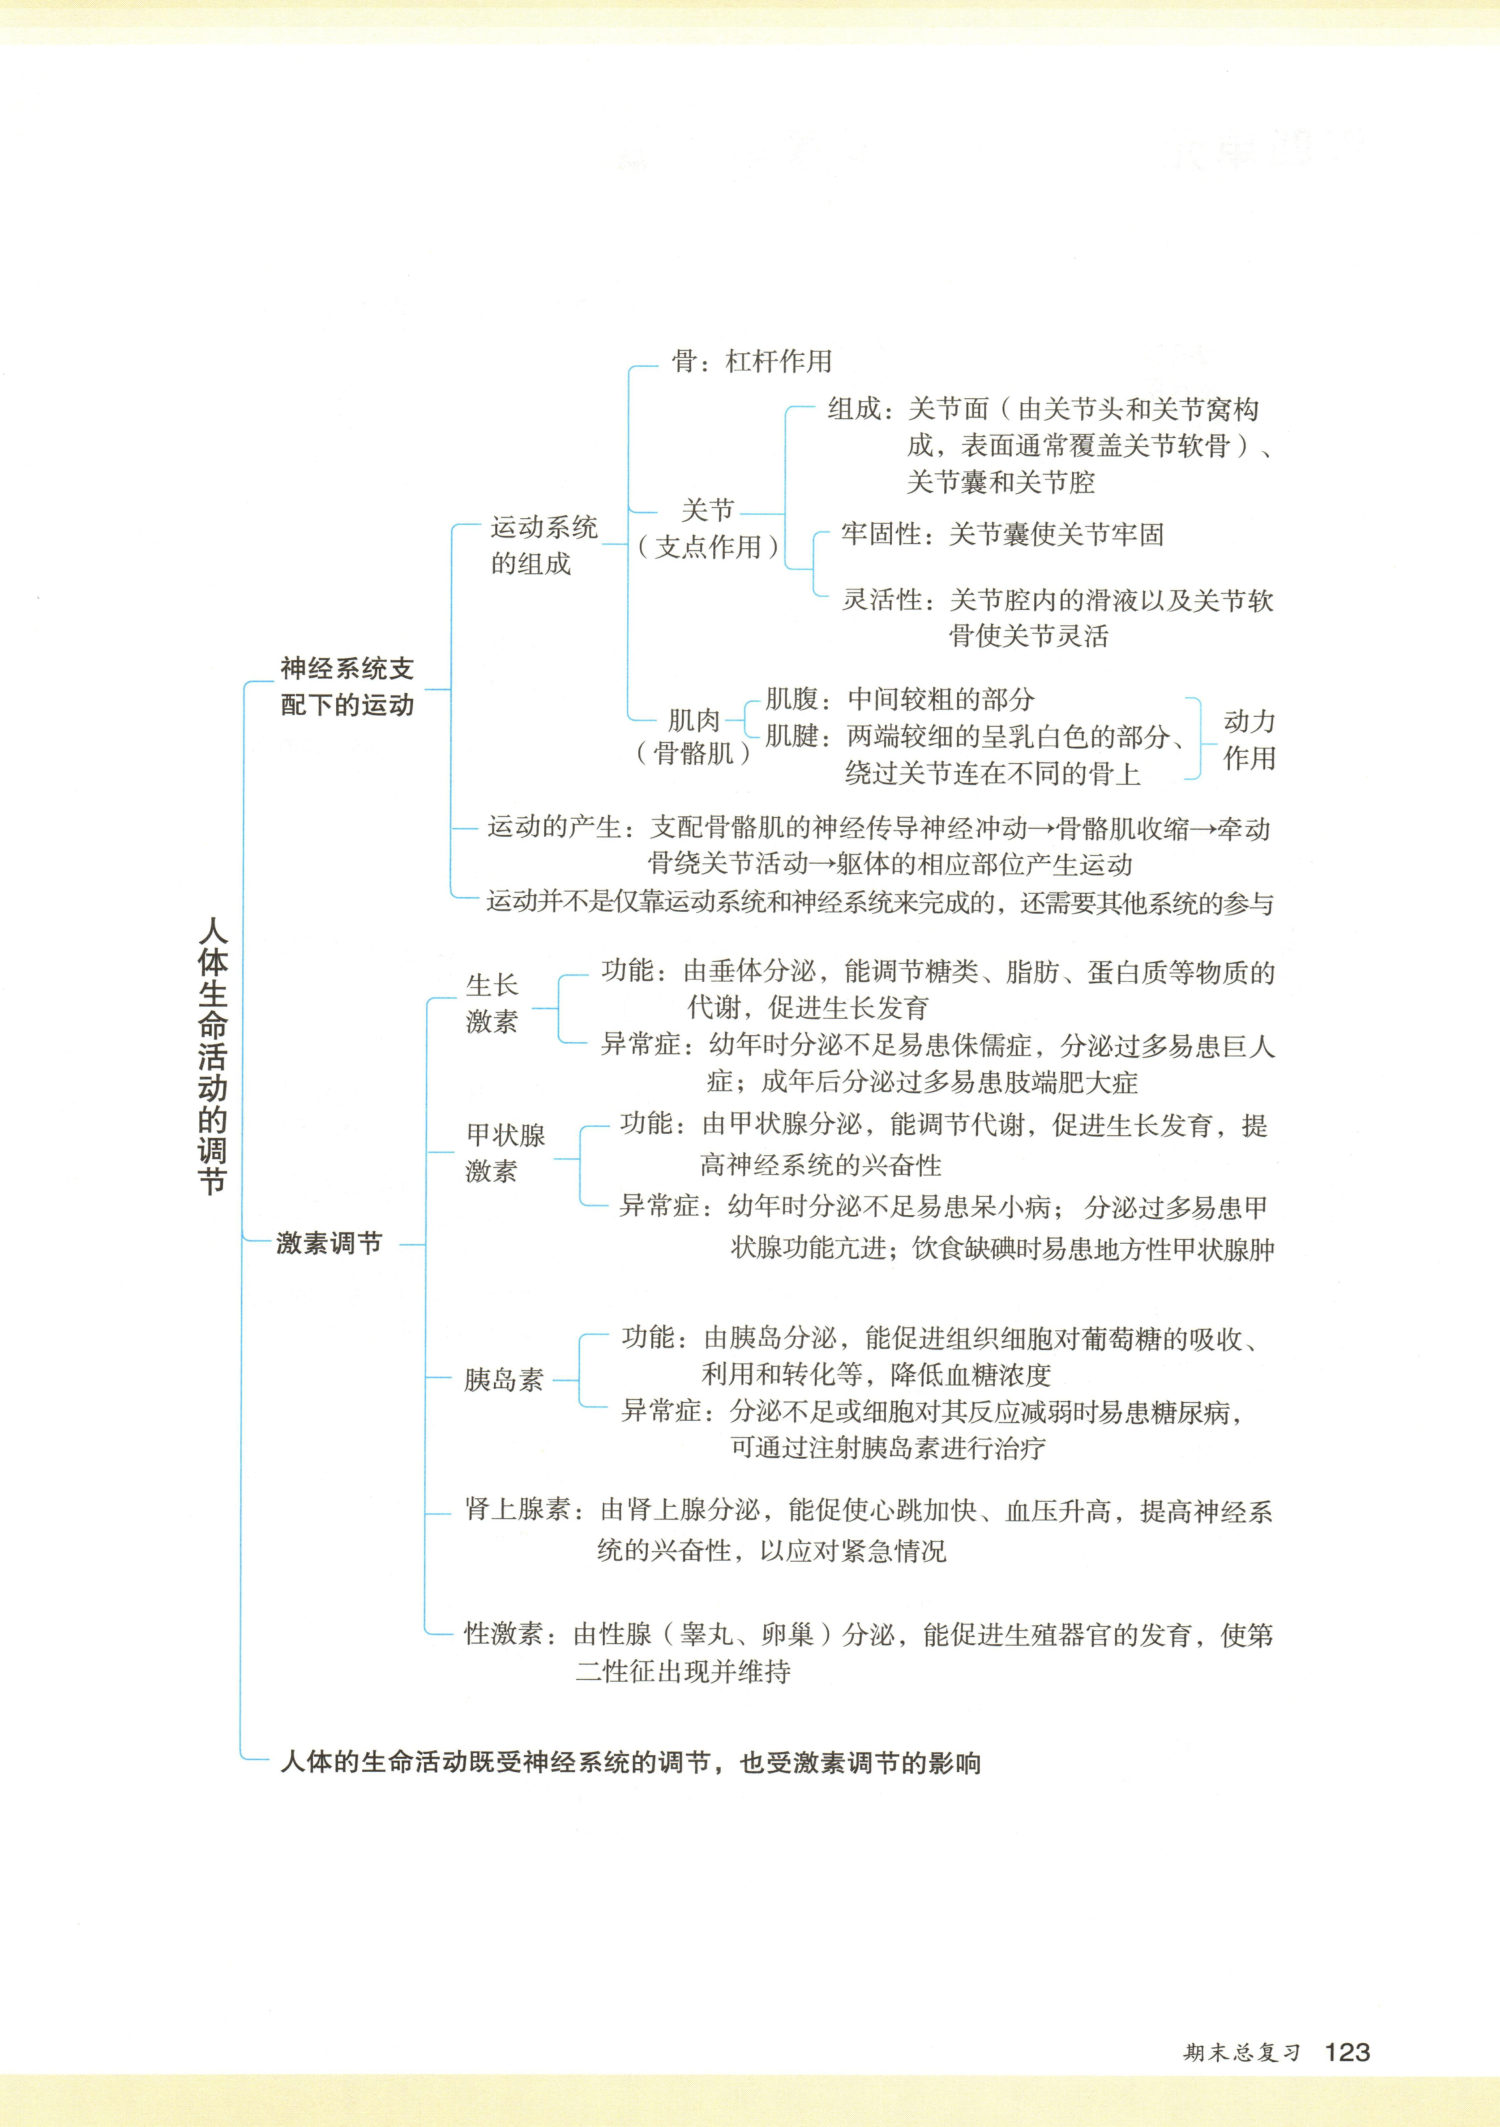 骨：杠杆作用
组成：关节面（由关节头和关节窝构
成，表面通常覆盖关节软骨）、
关节囊和关节腔
关节
（支点作用）
牢固性：关节囊使关节牢固
运动系统
的组成
灵活性：关节腔内的滑液以及关节软
骨使关节灵活
神经系统支
配下的运动
肌肉
（骨骼肌）
肌腹：中间较粗的部分
肌腱：两端较细的呈乳白色的部分、
绕过关节连在不同的骨上
动力
作用
运动的产生：支配骨骼肌的神经传导神经冲动→骨骼肌收缩→牵动
骨绕关节活动→躯体的相应部位产生运动
运动并不是仅靠运动系统和神经系统来完成的，还需要其他系统的参与
人体生命活动的调节
生长
激素
功能：由垂体分泌，能调节糖类、脂肪、蛋白质等物质的
代谢，促进生长发育
异常症：幼年时分泌不足易患侏儒症，分泌过多易患巨人
症；成年后分泌过多易患肢端肥大症
甲状腺
激素
功能：由甲状腺分泌，能调节代谢，促进生长发育，提
高神经系统的兴奋性
异常症：幼年时分泌不足易患呆小病；分泌过多易患甲
状腺功能亢进；饮食缺碘时易患地方性甲状腺肿
激素调节
胰岛素
功能：由胰岛分泌，能促进组织细胞对葡萄糖的吸收、
利用和转化等，降低血糖浓度
异常症：分泌不足或细胞对其反应减弱时易患糖尿病，
可通过注射胰岛素进行治疗
肾上腺素：由肾上腺分泌，能促使心跳加快、血压升高，提高神经系
统的兴奋性，以应对紧急情况
性激素：由性腺（睾丸、卵巢）分泌，能促进生殖器官的发育，使第
二性征出现并维持
人体的生命活动既受神经系统的调节，也受激素调节的影响
期末总复习 123